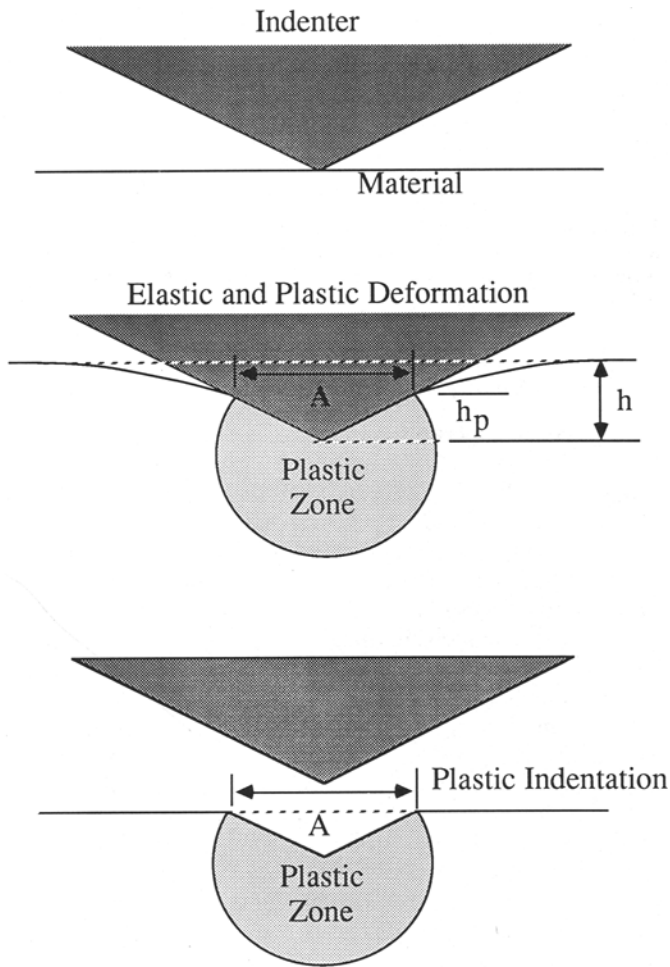 Indenter
Material
Elastic and Plastic Deformation
A
h
hₚ
Plastic
Zone
Plastic Indentation
A
Plastic
Zone